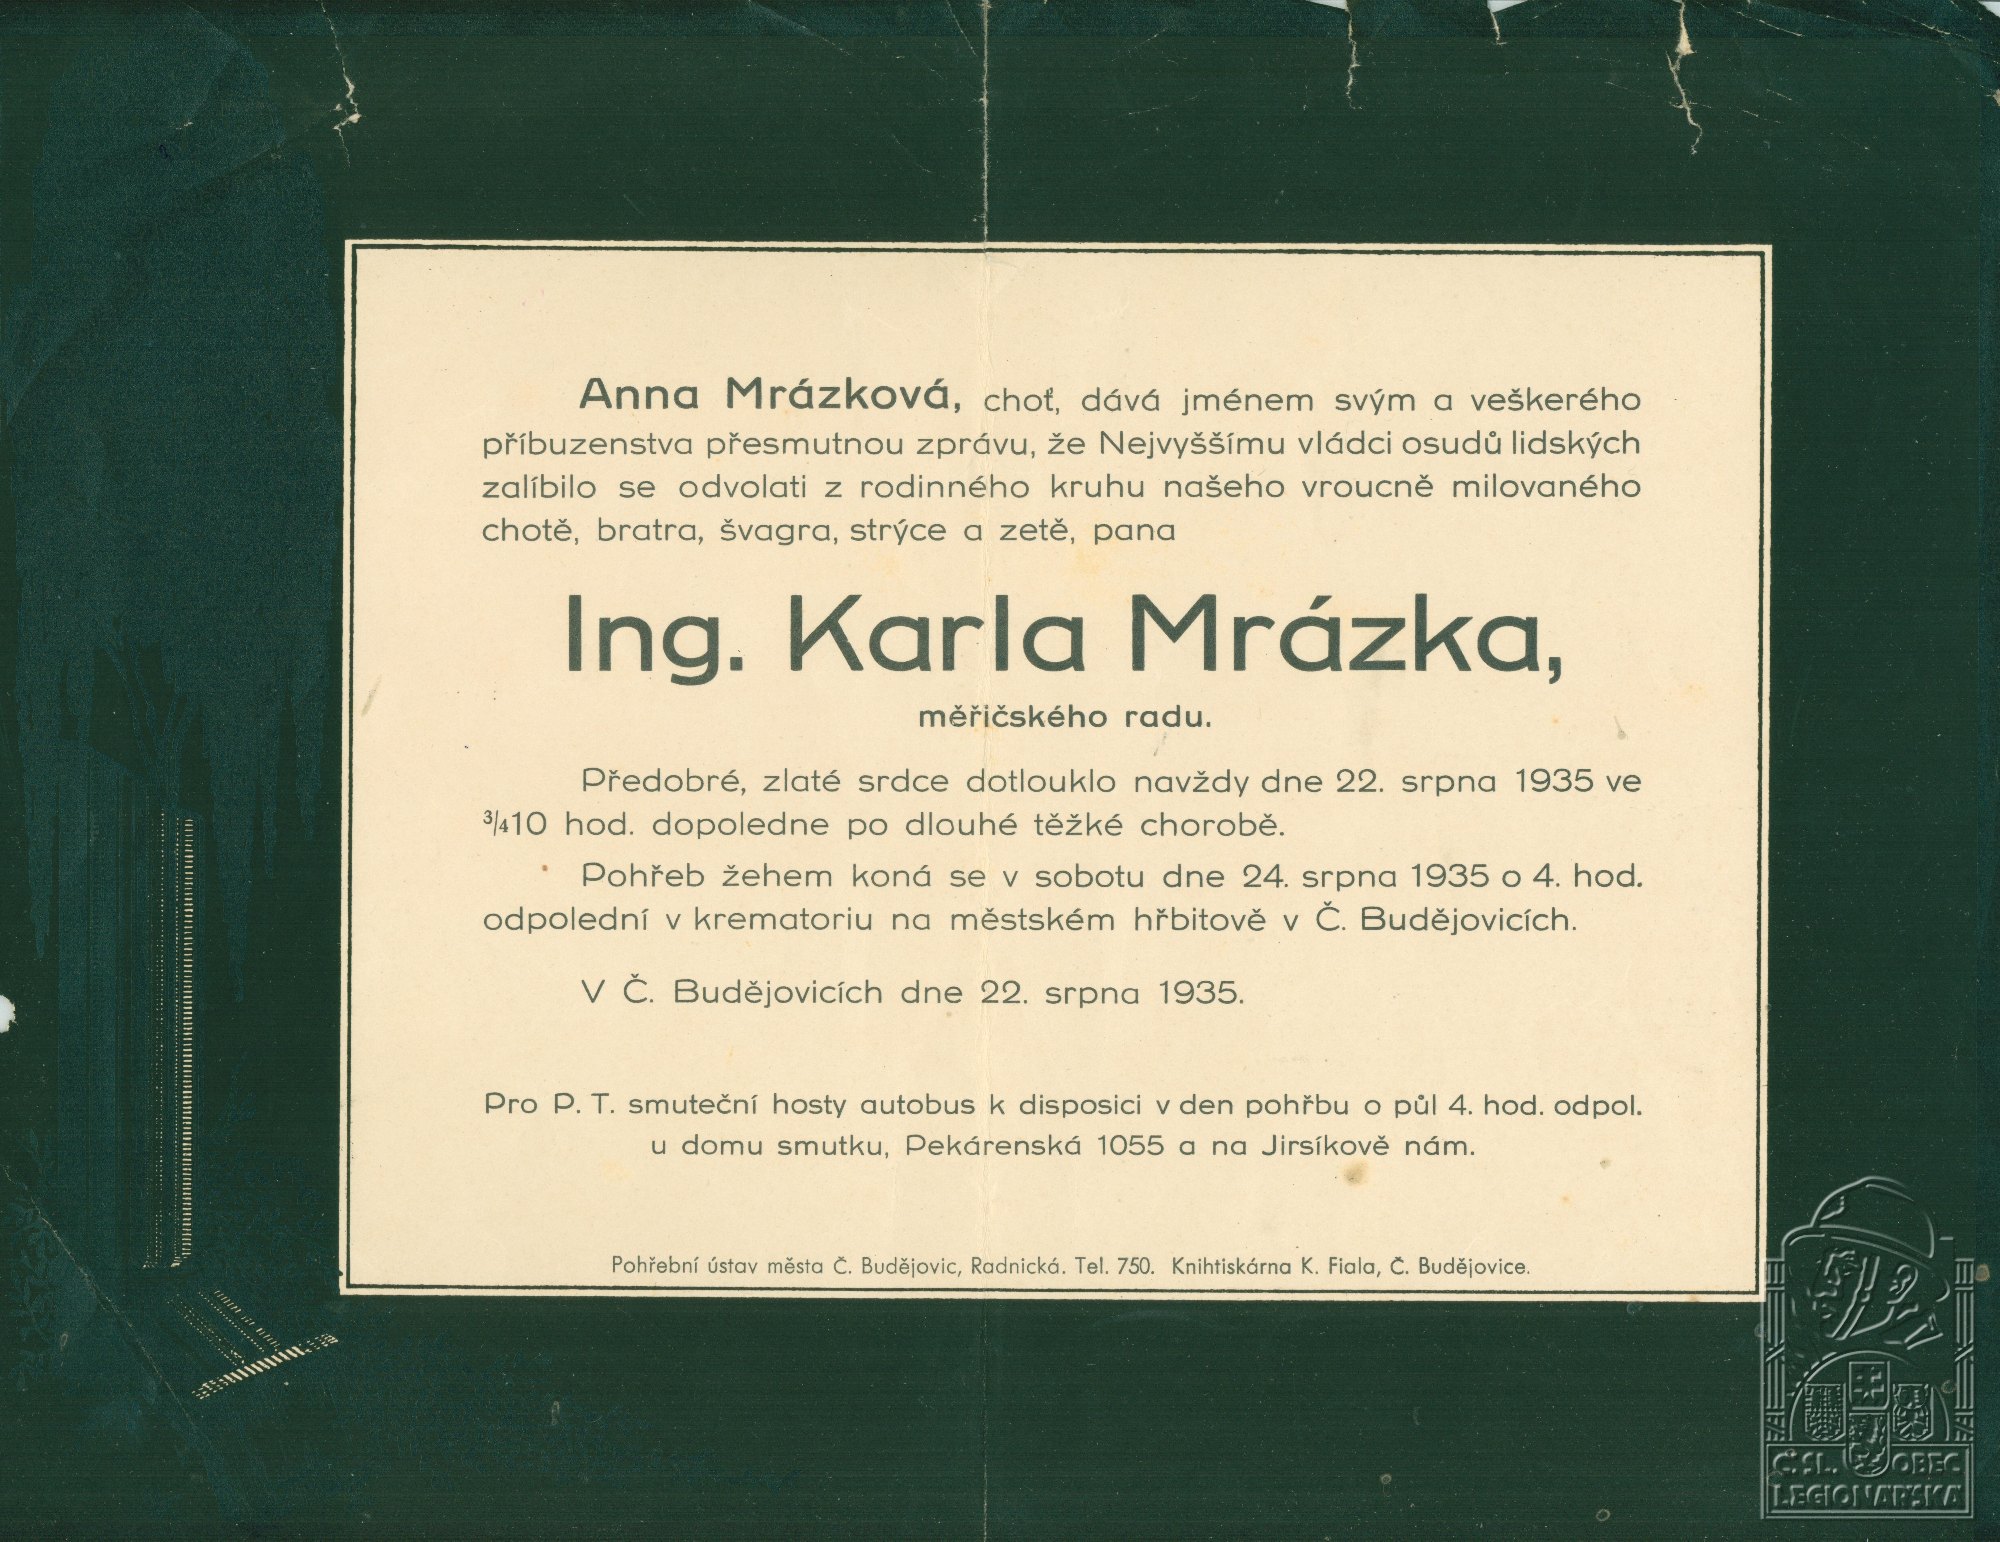 Anna Mrázková, choť, dává jménem svým a veškerého
příbuzenstva přesmutnou zprávu, že Nejvyššímu vládci osudů lidských
zalíbilo se odvolati z rodinného kruhu našeho vroucně milovaného
chotě, bratra, švagra, strýce a zetě, pana
Ing. Karla Mrázka,
měřičského radu.
Předobré, zlaté srdce dotlouklo navždy dne 22. srpna 1935 ve
¾10 hod. dopoledne po dlouhé těžké chorobě.
Pohřeb žehem koná se v sobotu dne 24. srpna 1935 o 4. hod.
odpolední v krematoriu na městském hřbitově v Č. Budějovicích.
V Č. Budějovicích dne 22. srpna 1935.
Pro P. T. smuteční hosty autobus k disposici v den pohřbu o půl 4. hod. odpol.
u domu smutku, Pekárenská 1055 a na Jirsíkově nám.
Pohřební ústav města Č. Budějovic, Radnická. Tel. 750. Knihtiskárna K. Fiala, Č. Budějovice.
Č.SL. OBEC
LEGIONÁŘSKÁ